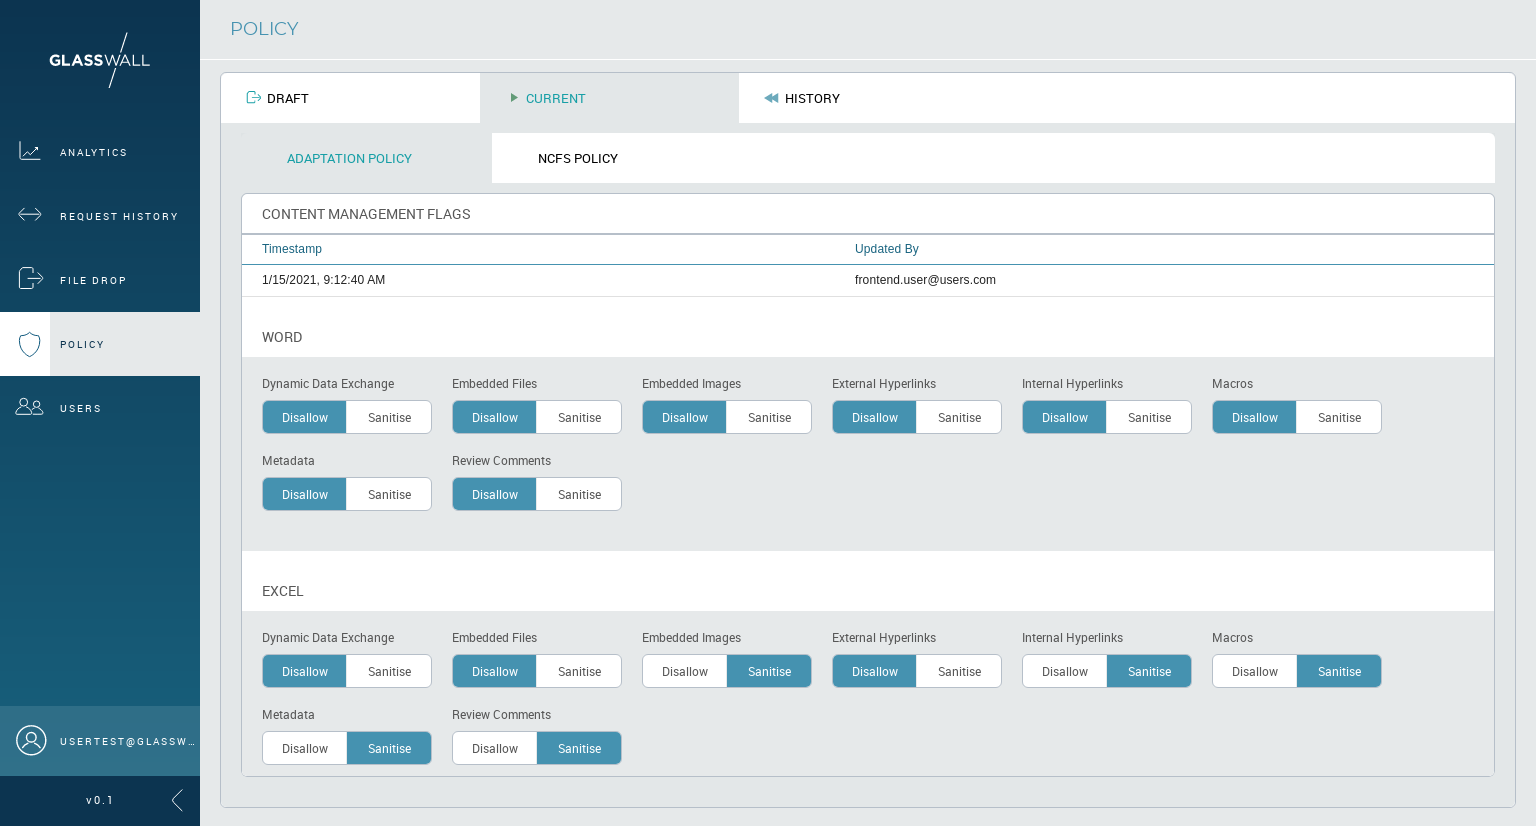 GLASSWALL
ANALYTICS
REQUEST HISTORY
FILE DROP
POLICY
USERS
USERTEST@GLASSW...
v0.1
POLICY
DRAFT CURRENT HISTORY
ADAPTATION POLICY NCFS POLICY
CONTENT MANAGEMENT FLAGS
Timestamp Updated By
1/15/2021, 9:12:40 AM frontend.user@users.com
WORD
Dynamic Data Exchange Embedded Files Embedded Images External Hyperlinks Internal Hyperlinks Macros
Disallow Sanitise Disallow Sanitise Disallow Sanitise Disallow Sanitise Disallow Sanitise Disallow Sanitise
Metadata Review Comments
Disallow Sanitise Disallow Sanitise
EXCEL
Dynamic Data Exchange Embedded Files Embedded Images External Hyperlinks Internal Hyperlinks Macros
Disallow Sanitise Disallow Sanitise Disallow Sanitise Disallow Sanitise Disallow Sanitise Disallow Sanitise
Metadata Review Comments
Disallow Sanitise Disallow Sanitise